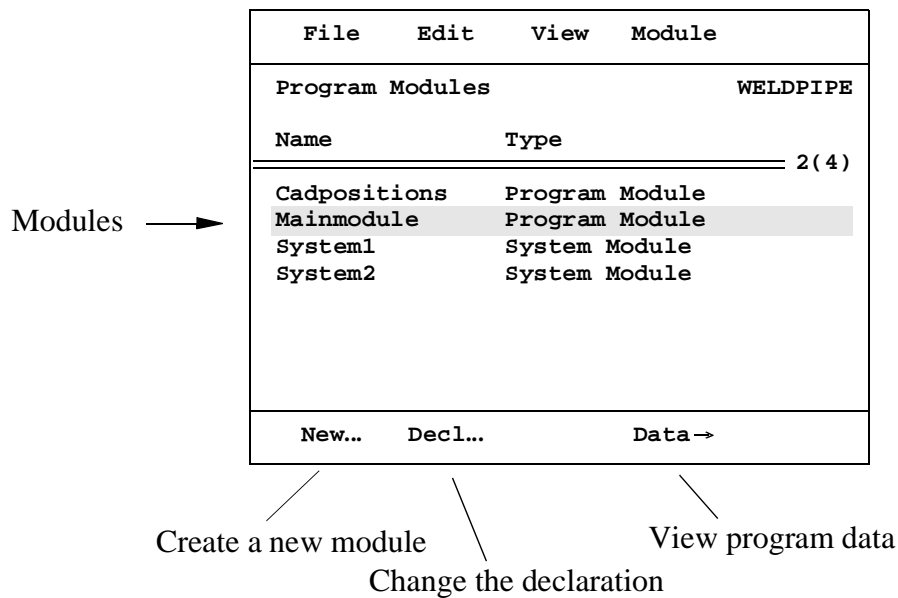 File Edit View Module
Program Modules WELDPIPE
Name Type
2(4)
Cadpositions Program Module
Modules Mainmodule Program Module
System1 System Module
System2 System Module
New... Decl... Data→
Create a new module
View program data
Change the declaration